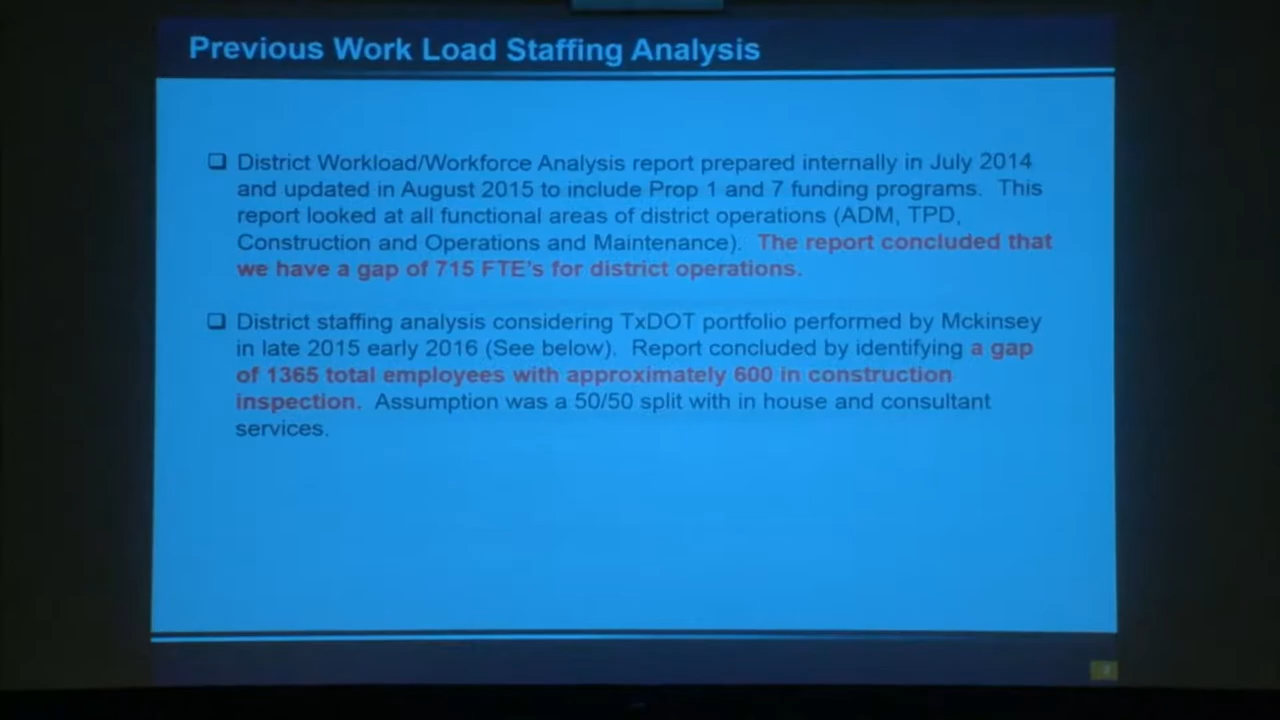 Previous Work Load Staffing Analysis
District Workload/Workforce Analysis report prepared internally in July 2014
and updated in August 2015 to include Prop 1 and 7 funding programs. This
report looked at all functional areas of district operations (ADM, TPD,
Construction and Operations and Maintenance). The report concluded that
we have a gap of 715 FTE's for district operations.
District staffing analysis considering TxDOT portfolio performed by Mckinsey
in late 2015 early 2016 (See below). Report concluded by identifying a gap
of 1365 total employees with approximately 600 in construction
inspection. Assumption was a 50/50 split with in house and consultant
services.